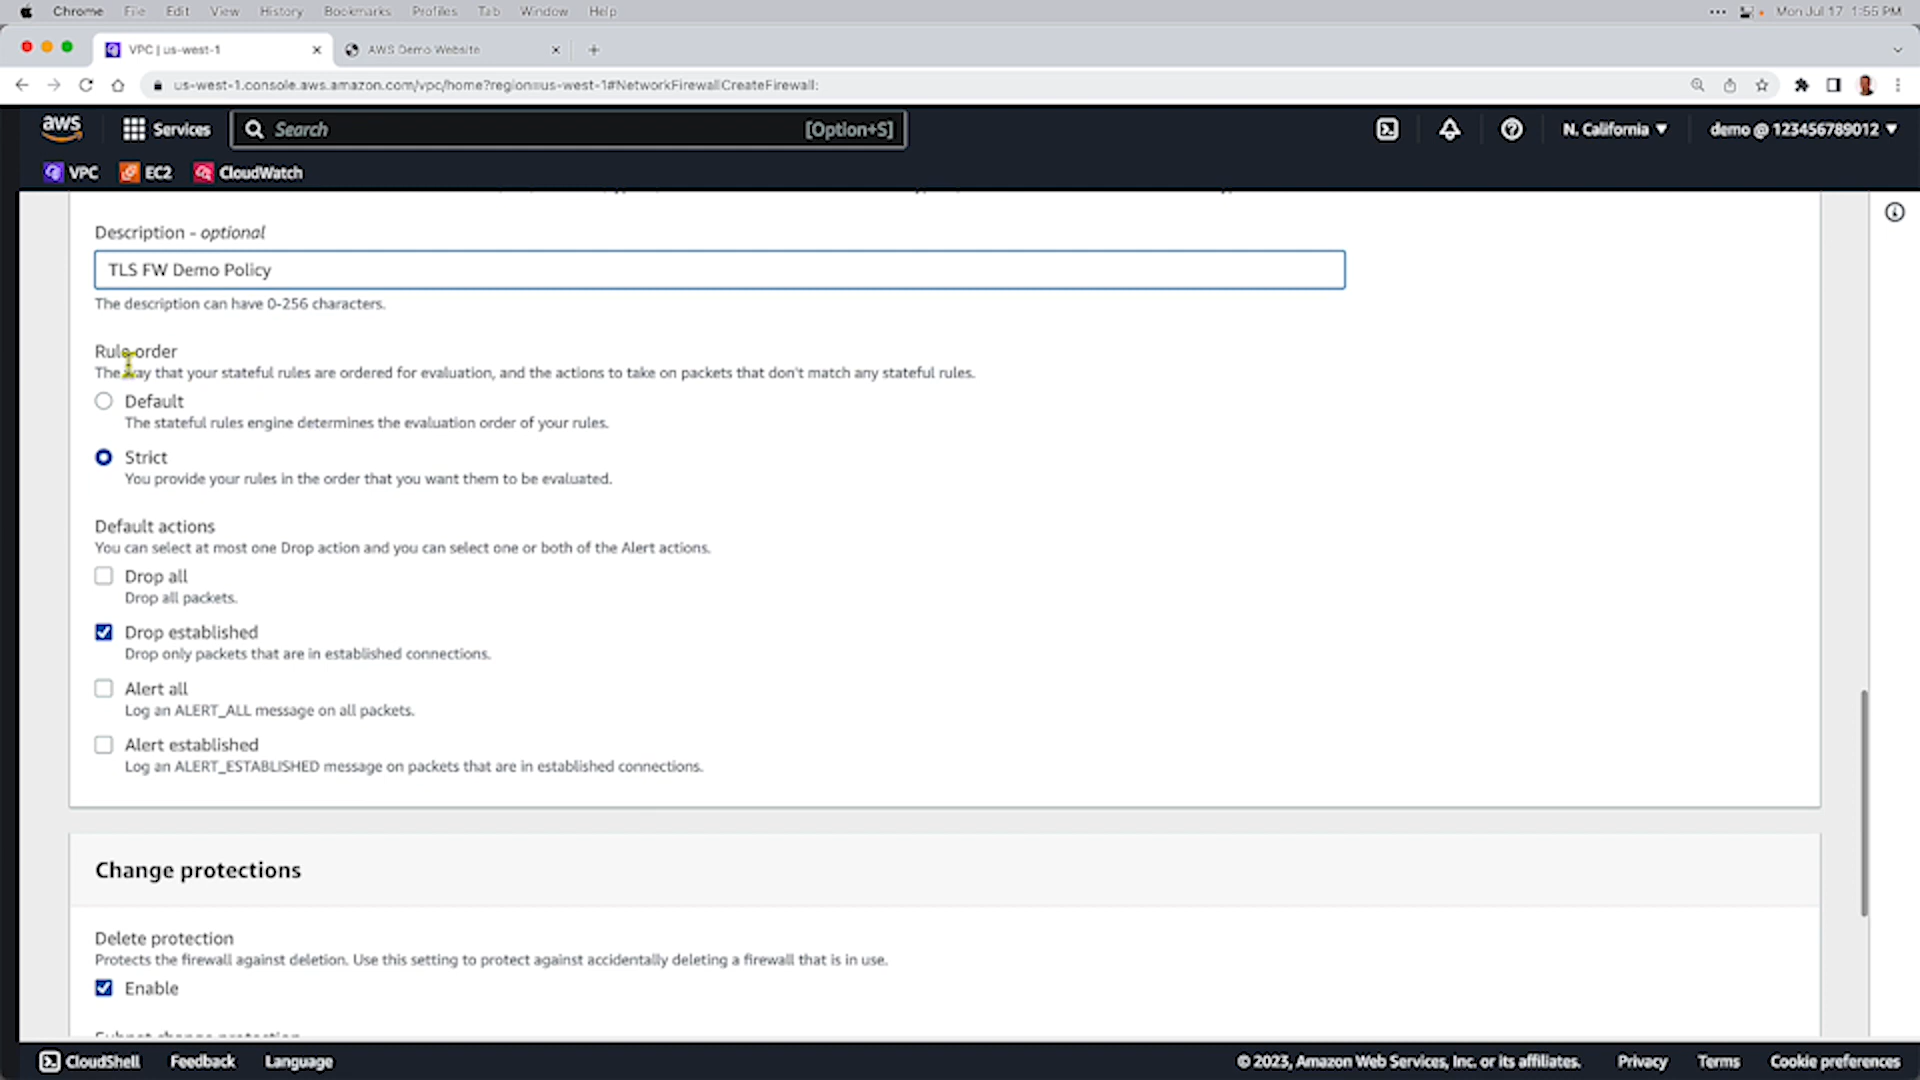 Chrome File Edit View History Bookmarks Profiles Tab Window Help Mon Jul 17 1:55 PM
VPC | us-west-1 AWS Demo Website
us-west-1.console.aws.amazon.com/vpc/home?region=us-west-1#NetworkFirewallCreateFirewall:
aws Services Search [Option+S] N. California demo @ 123456789012
VPC EC2 CloudWatch
Description - optional
TLS FW Demo Policy
The description can have 0-256 characters.
Rule order
The way that your stateful rules are ordered for evaluation, and the actions to take on packets that don't match any stateful rules.
Default
The stateful rules engine determines the evaluation order of your rules.
Strict
You provide your rules in the order that you want them to be evaluated.
Default actions
You can select at most one Drop action and you can select one or both of the Alert actions.
Drop all
Drop all packets.
Drop established
Drop only packets that are in established connections.
Alert all
Log an ALERT_ALL message on all packets.
Alert established
Log an ALERT_ESTABLISHED message on packets that are in established connections.
Change protections
Delete protection
Protects the firewall against deletion. Use this setting to protect against accidentally deleting a firewall that is in use.
Enable
Subnet change protection
CloudShell Feedback Language © 2023, Amazon Web Services, Inc. or its affiliates. Privacy Terms Cookie preferences